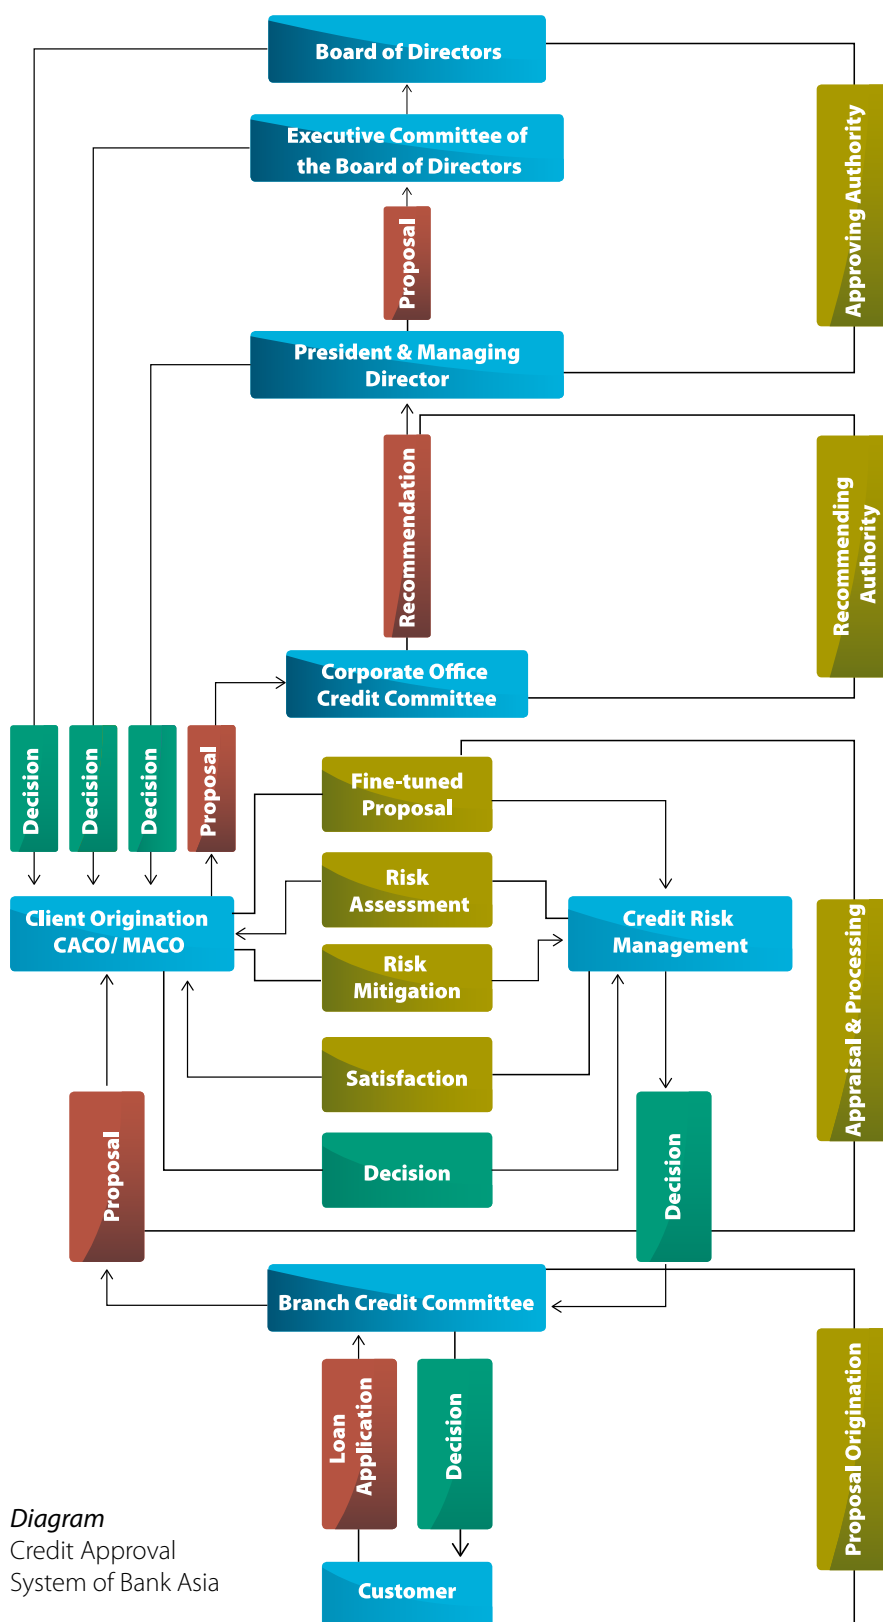 Board of Directors
Executive Committee of
the Board of Directors
Approving Authority
Proposal
President & Managing
Director
Recommendation
Recommending
Authority
Corporate Office
Credit Committee
Decision
Decision
Decision
Proposal
Fine-tuned
Proposal
Risk
Assessment
Client Origination
CACO/ MACO
Credit Risk
Management
Risk
Mitigation
Appraisal & Processing
Satisfaction
Proposal
Decision
Decision
Branch Credit Committee
Loan
Application
Decision
Proposal Origination
Diagram
Credit Approval
System of Bank Asia
Customer